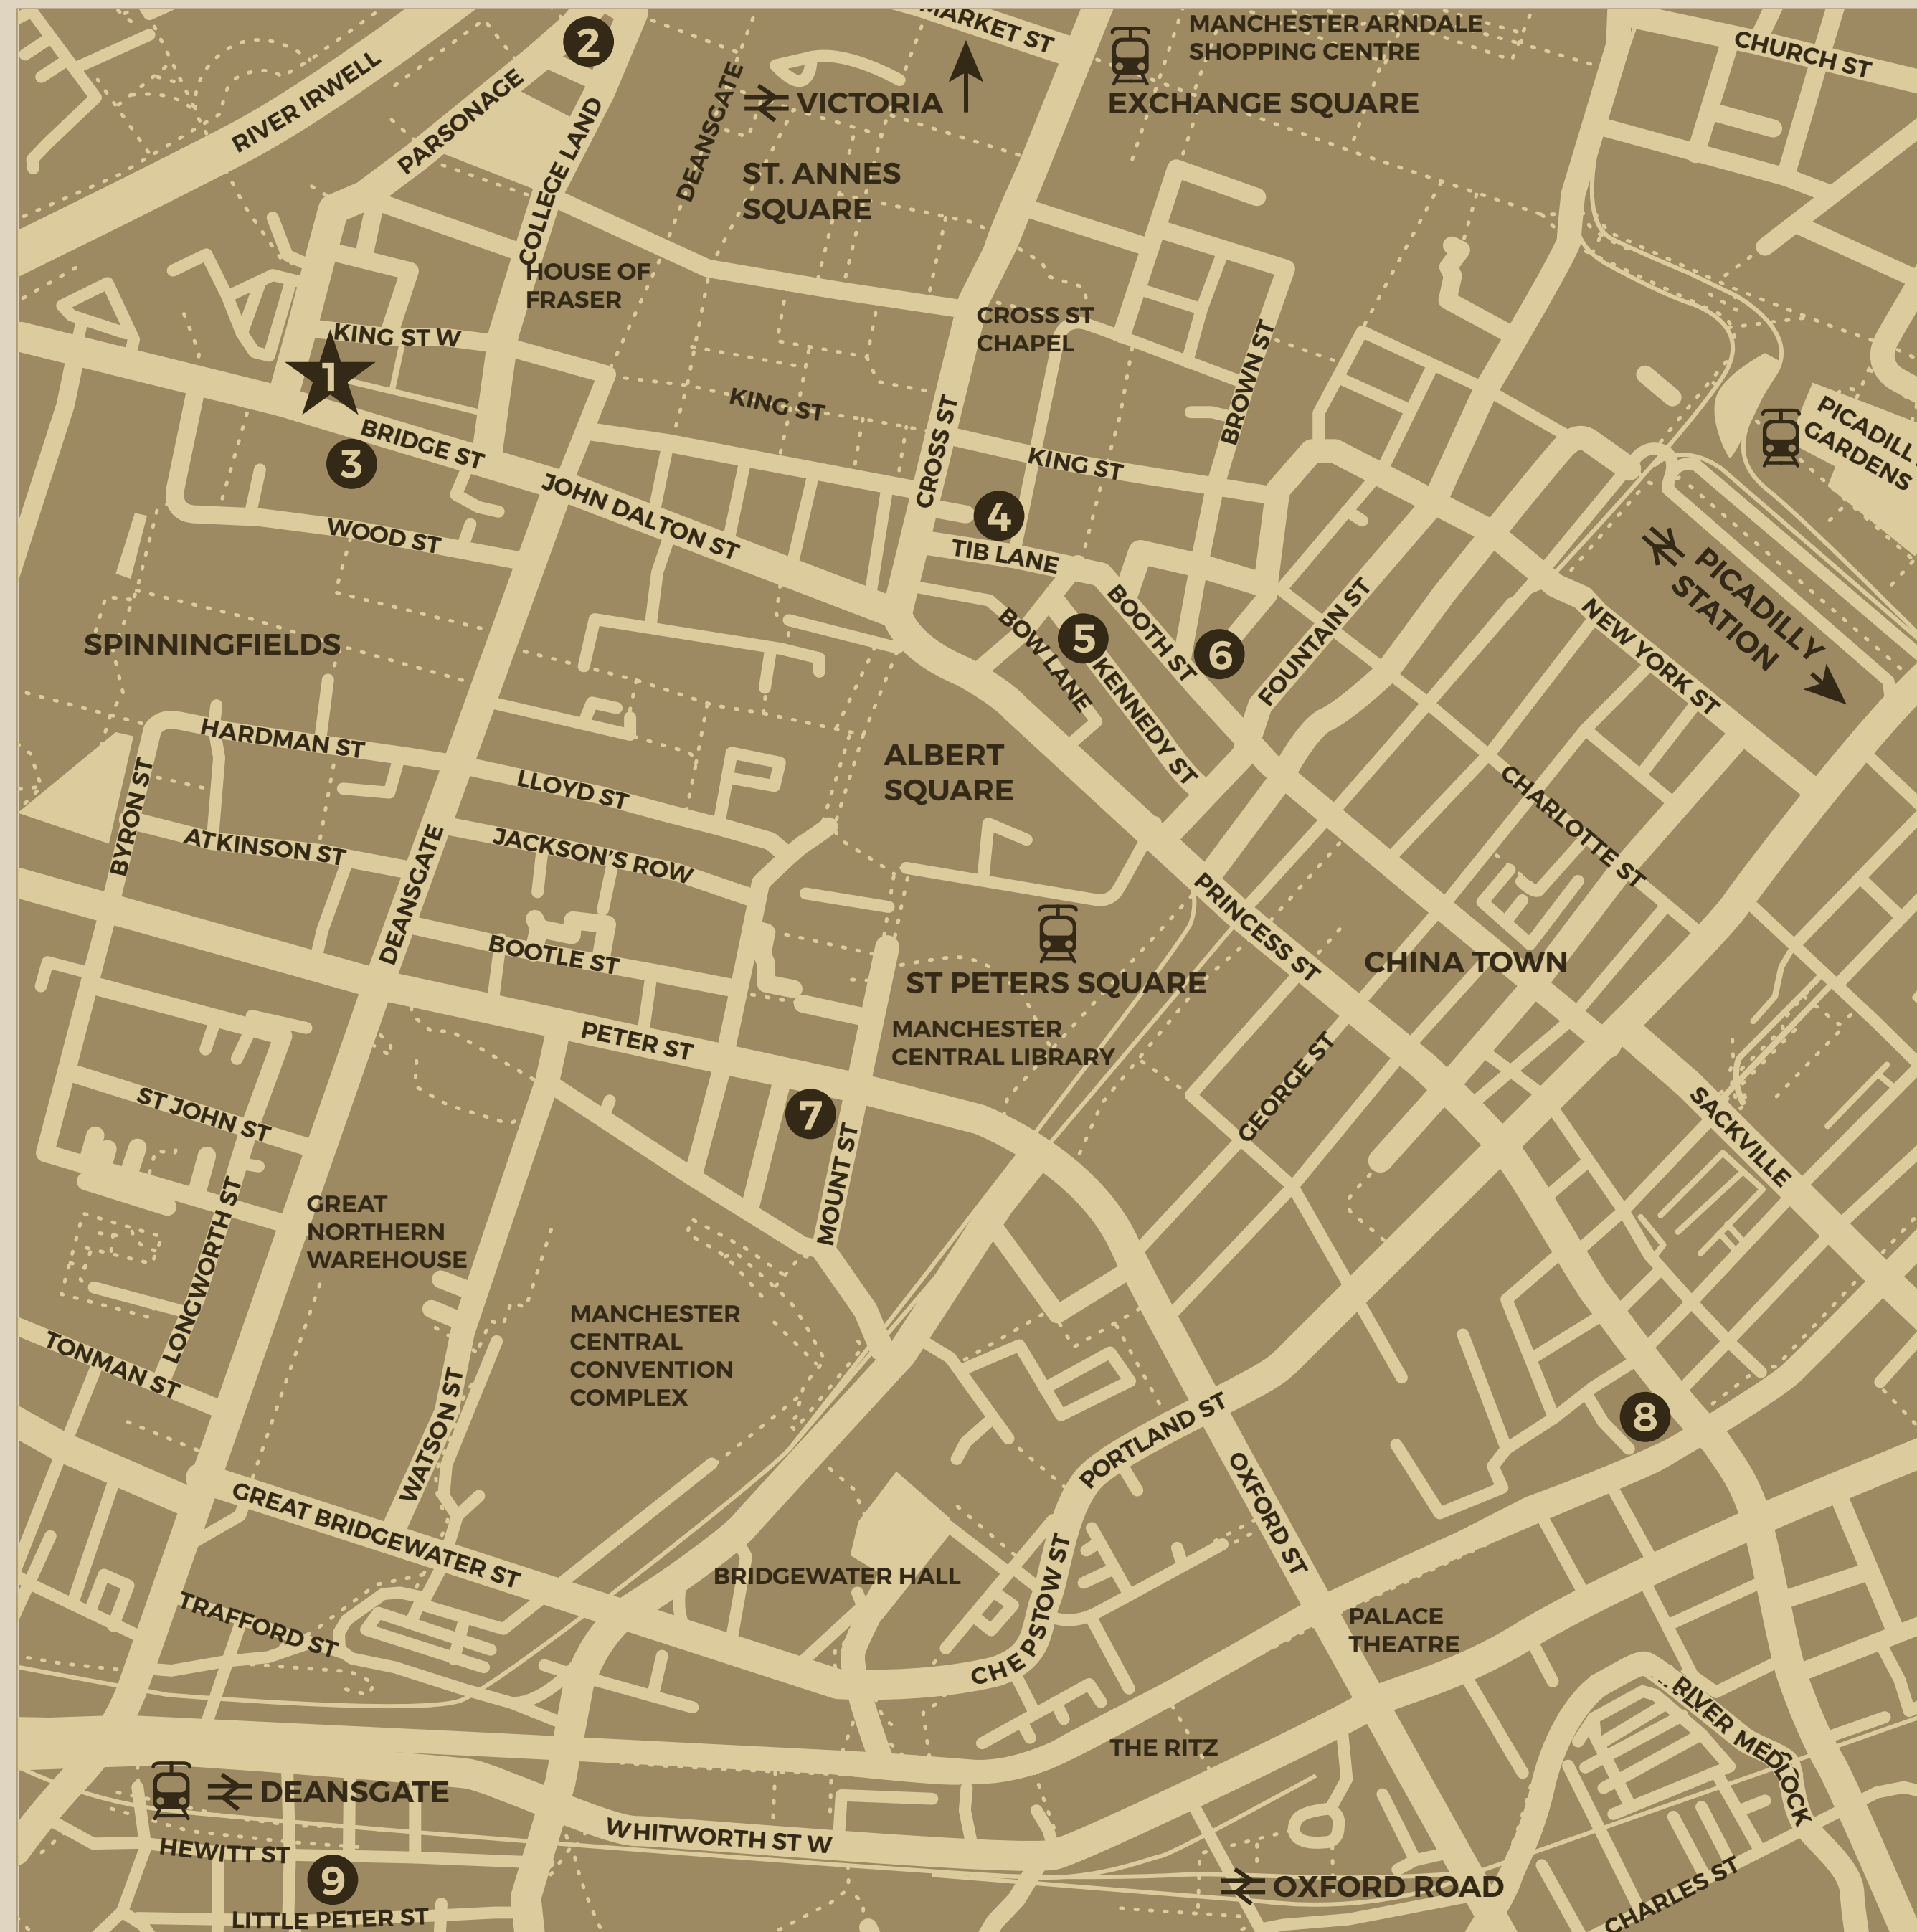 MARKET ST
MANCHESTER ARNDALE
SHOPPING CENTRE
CHURCH ST
2
RIVER IRWELL
PARSONAGE
COLLEGE LAND
DEANSGATE
VICTORIA
EXCHANGE SQUARE
ST. ANNES
SQUARE
HOUSE OF
FRASER
CROSS ST
CHAPEL
KING ST W
1
BROWN ST
KING ST
CROSS ST
PICADILL
GARDENS
BRIDGE ST
3
KING ST
JOHN DALTON ST
4
WOOD ST
TIB LANE
PICADILLY
STATION
SPINNINGFIELDS
BOW LANE
5
BOOTH ST
6
KENNEDY ST
FOUNTAIN ST
NEW YORK ST
HARDMAN ST
BYRON ST
LLOYD ST
ALBERT
SQUARE
CHARLOTTE ST
ATKINSON ST
DEANSGATE
JACKSON'S ROW
PRINCESS ST
BOOTLE ST
CHINA TOWN
ST PETERS SQUARE
PETER ST
MANCHESTER
CENTRAL LIBRARY
GEORGE ST
ST JOHN ST
7
MOUNT ST
SACKVILLE
LONGWORTH ST
GREAT
NORTHERN
WAREHOUSE
MANCHESTER
CENTRAL
CONVENTION
COMPLEX
TONMAN ST
WATSON ST
PORTLAND ST
8
OXFORD ST
GREAT BRIDGEWATER ST
BRIDGEWATER HALL
CHEPSTOW ST
TRAFFORD ST
PALACE
THEATRE
RIVER MEDLOCK
THE RITZ
DEANSGATE
WHITWORTH ST W
HEWITT ST
9
OXFORD ROAD
CHARLES ST
LITTLE PETER ST